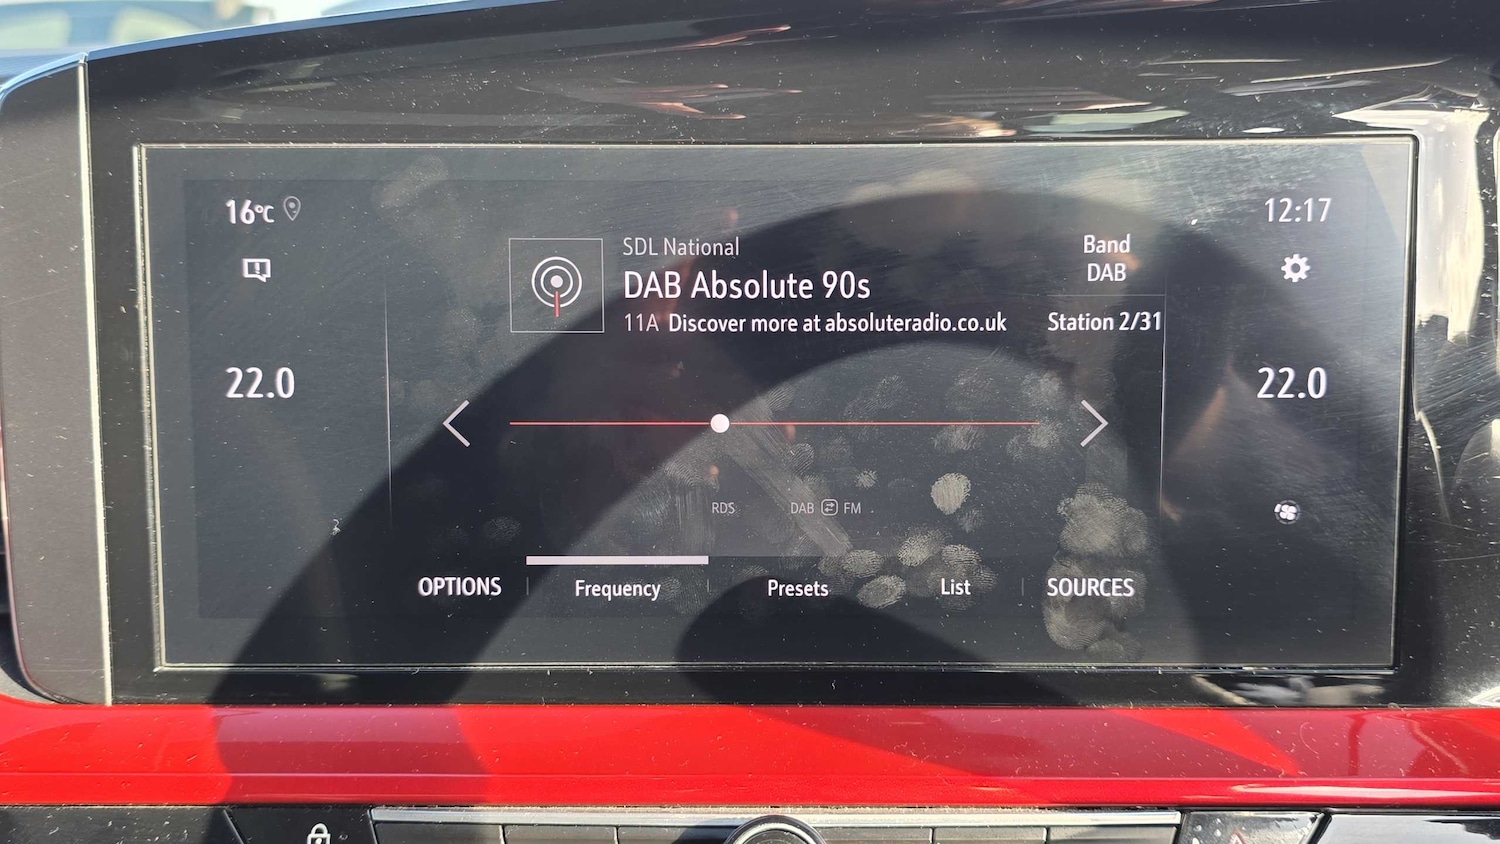 16°C
12:17
SDL National
Band
DAB
DAB Absolute 90s
11A Discover more at absoluteradio.co.uk
Station 2/31
22.0
22.0
RDS
DAB FM
OPTIONS
Frequency
Presets
List
SOURCES